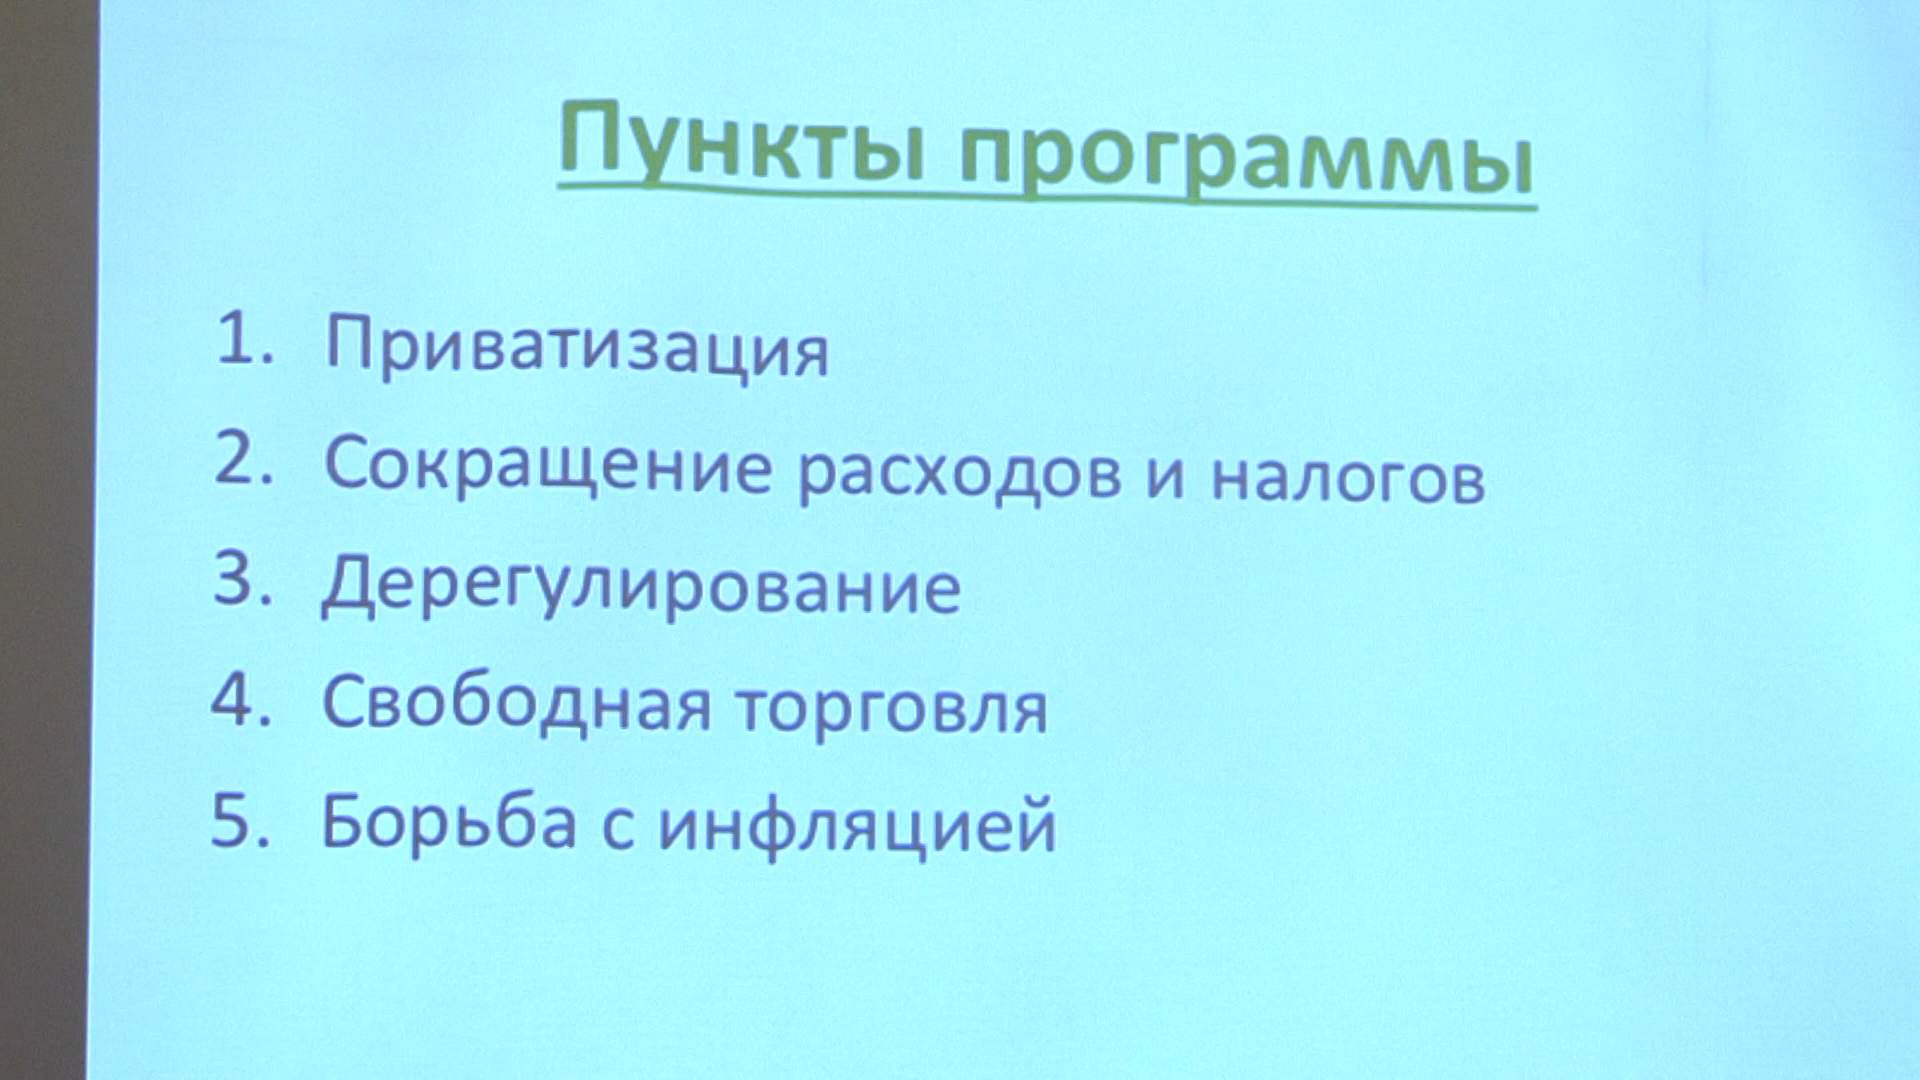 Пункты программы
1. Приватизация
2. Сокращение расходов и налогов
3. Дерегулирование
4. Свободная торговля
5. Борьба с инфляцией